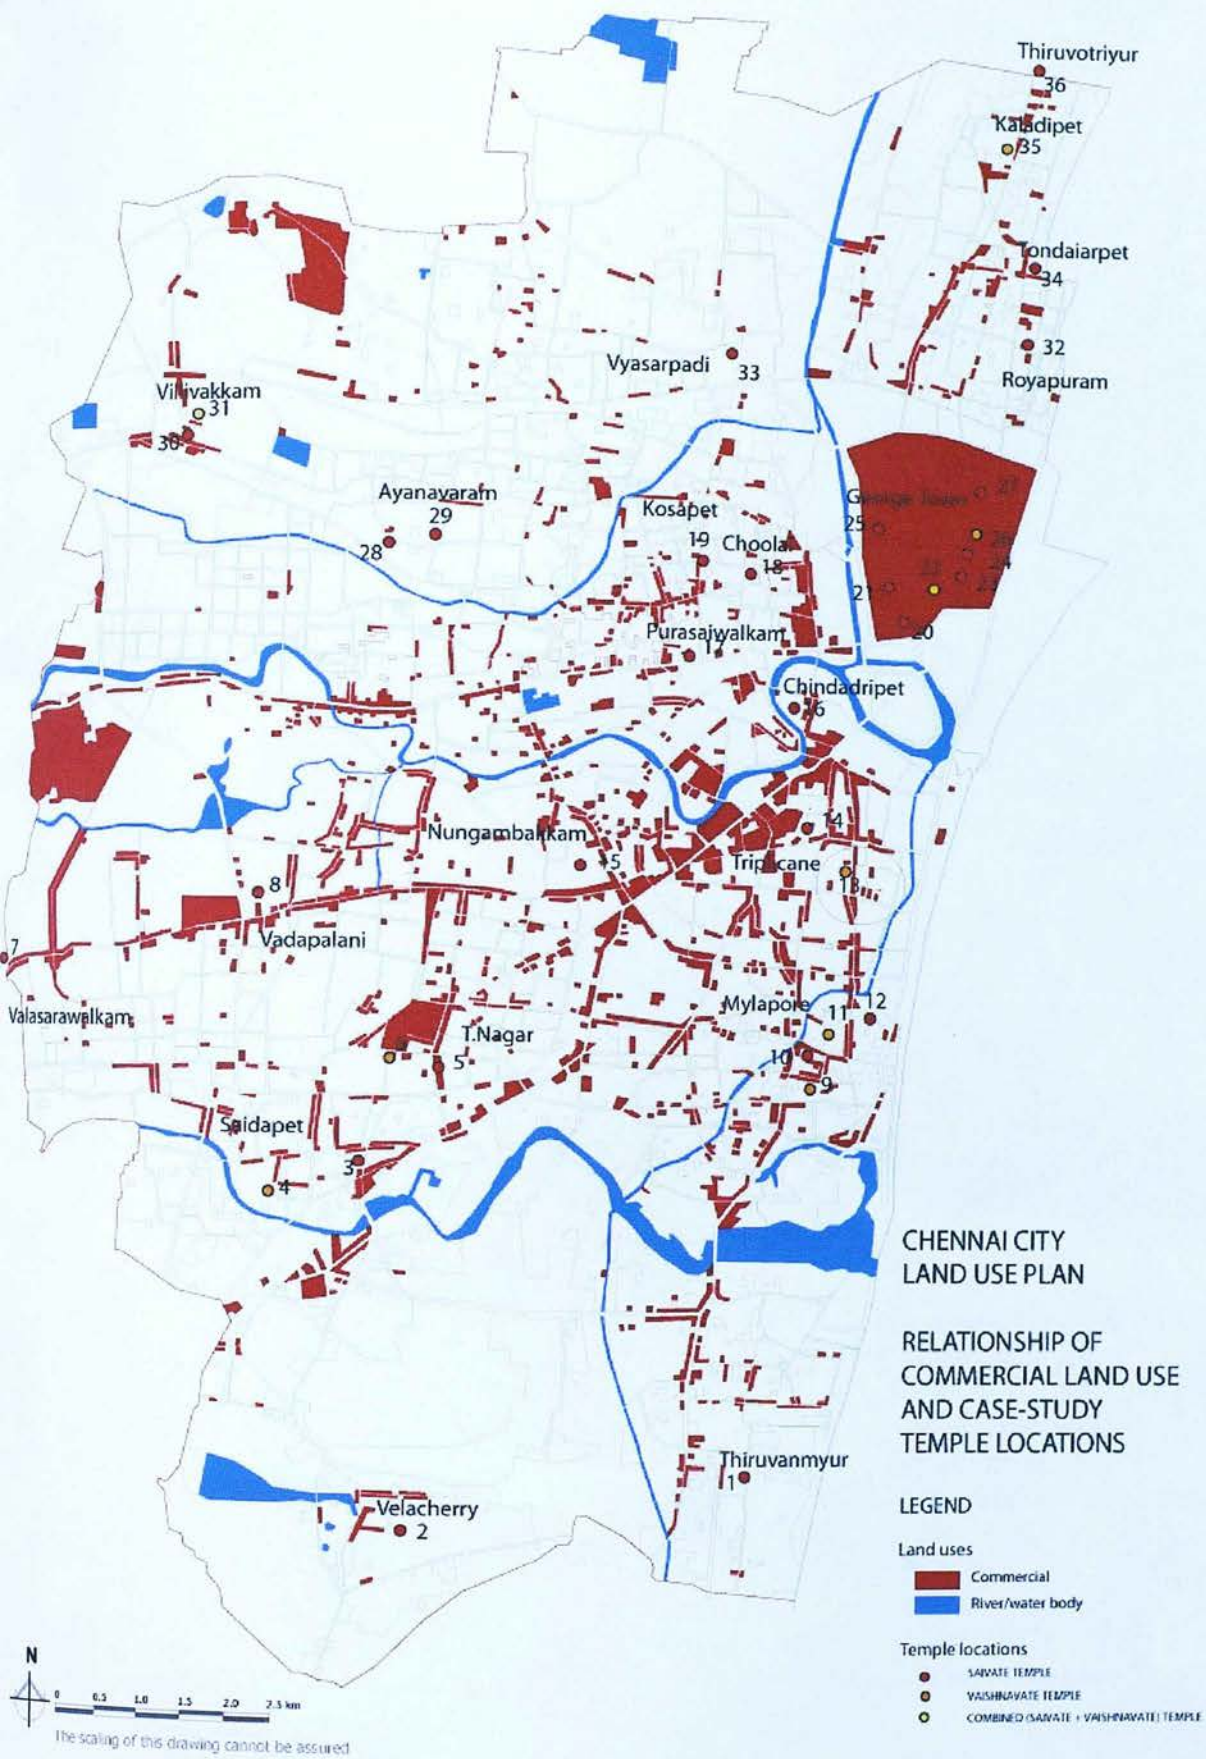 Thiruvotriyur
36
Kaladipet
35
Tondaiarpet
34
32
Royapuram
Vyasarpadi
33
Villivakkam
31
30
Ayanavaram
29
28
Kosapet
19
Choolai
18
George Town
27
25
26
24
22
23
21
20
Purasaiwalkam
17
Chindadripet
16
Nungambakkam
15
14
Triplicane
13
8
Vadapalani
7
Valasarawalkam
Mylapore
11
12
10
9
T.Nagar
5
Saidapet
3
4
CHENNAI CITY
LAND USE PLAN
RELATIONSHIP OF
COMMERCIAL LAND USE
AND CASE-STUDY
TEMPLE LOCATIONS
Thiruvanmyur
1
Velacherry
2
LEGEND
Land uses
Commercial
River/water body
Temple locations
SAIVATE TEMPLE
VAISHNAVATE TEMPLE
COMBINED (SAIVATE + VAISHNAVATE) TEMPLE
N
0 0.5 1.0 1.5 2.0 2.5 km
The scaling of this drawing cannot be assured